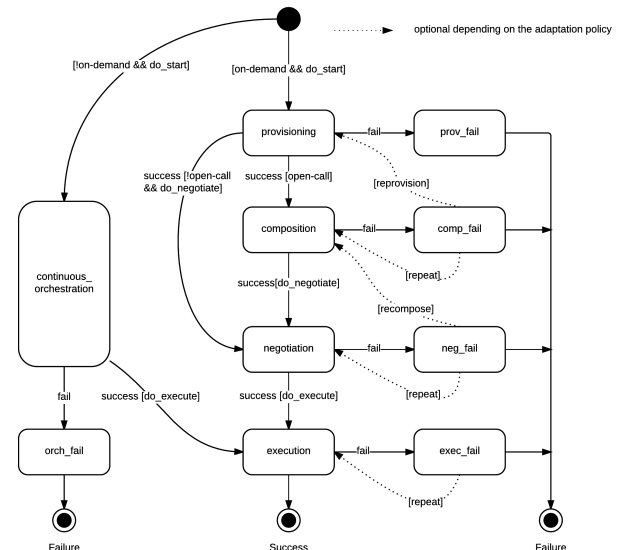 optional depending on the adaptation policy
[!on-demand && do_start]
[on-demand && do_start]
provisioning
fail
prov_fail
success [!open-call
&& do_negotiate]
success [open-call]
[reprovision]
composition
fail
comp_fail
continuous_
orchestration
[repeat]
success[do_negotiate]
[recompose]
negotiation
fail
neg_fail
fail
success [do_execute]
success [do_execute]
[repeat]
orch_fail
execution
fail
exec_fail
[repeat]
Failure
Success
Failure